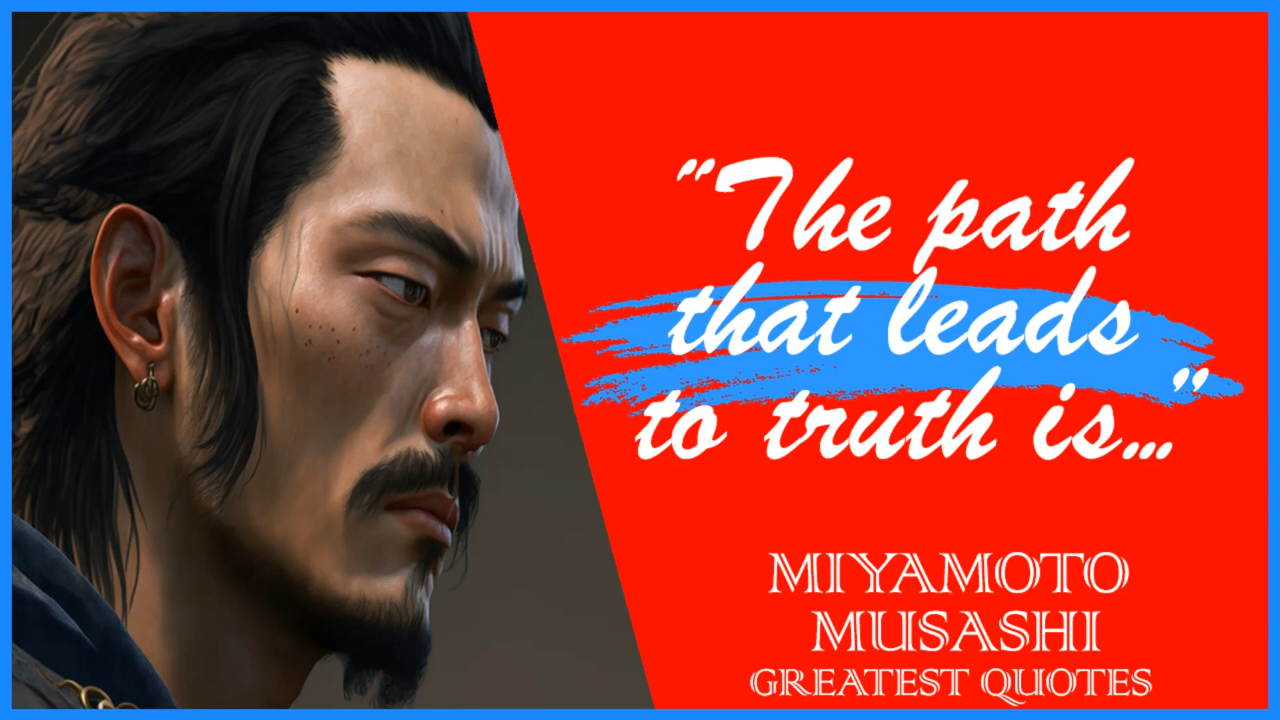 "The path
that leads
to truth is..."
MIYAMOTO
MUSASHI
GREATEST QUOTES